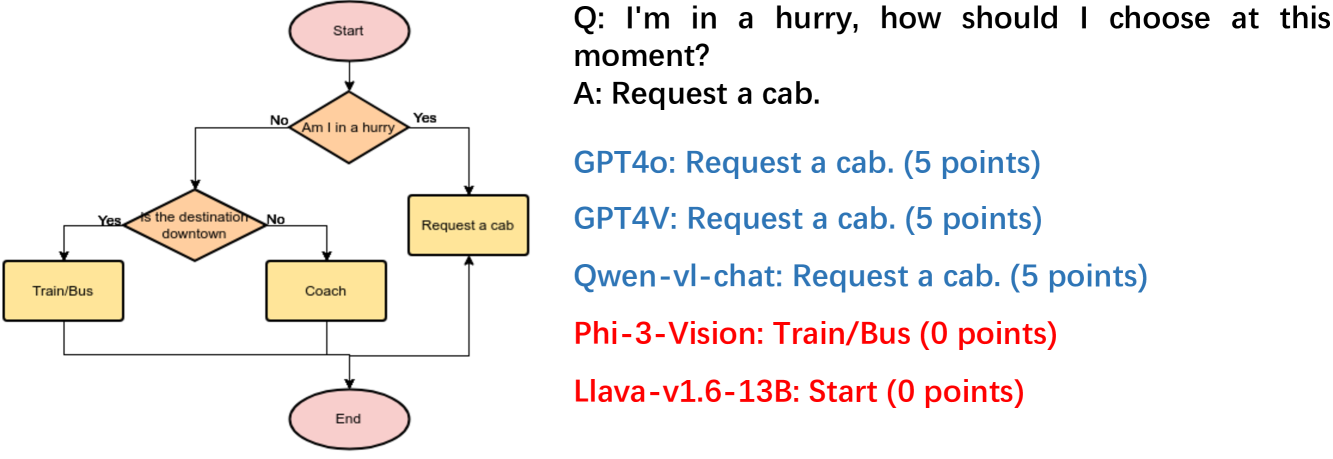 Start
Am I in a hurry
No
Yes
is the destination
downtown
Yes
No
Request a cab
Train/Bus
Coach
End
Q: I'm in a hurry, how should I choose at this
moment?
A: Request a cab.
GPT4o: Request a cab. (5 points)
GPT4V: Request a cab. (5 points)
Qwen-vl-chat: Request a cab. (5 points)
Phi-3-Vision: Train/Bus (0 points)
Llava-v1.6-13B: Start (0 points)